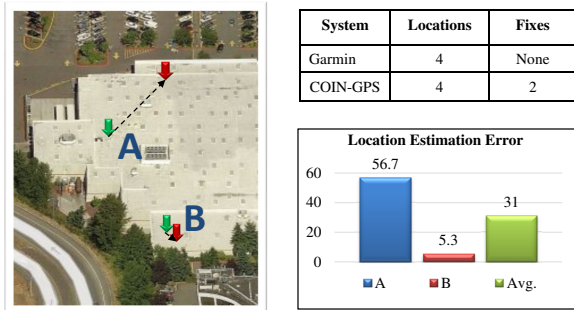 A
B
System Locations Fixes
Garmin 4 None
COIN-GPS 4 2
Location Estimation Error
60
40
20
0
56.7
5.3
31
A B Avg.